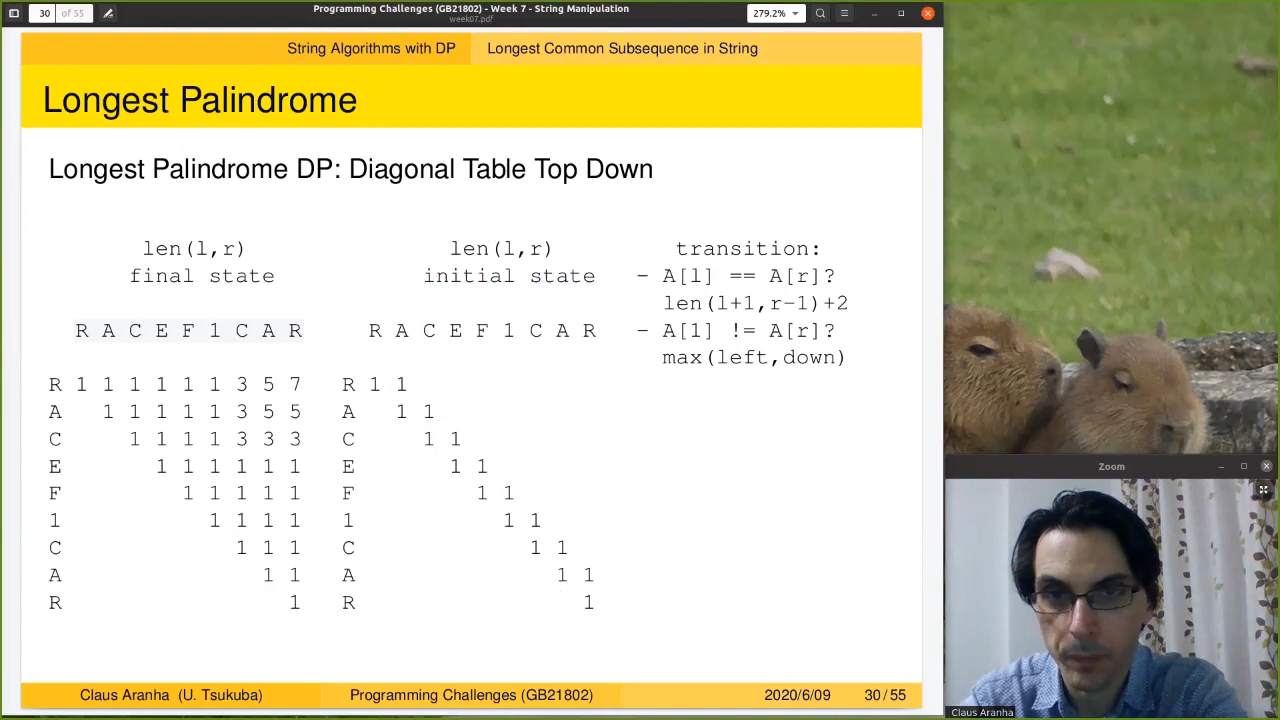 30 of 55
Programming Challenges (GB21802) - Week 7 - String Manipulation
week07.pdf
279.2%
String Algorithms with DP
Longest Common Subsequence in String
Longest Palindrome
Longest Palindrome DP: Diagonal Table Top Down
len(l,r)
final state
R A C E F 1 C A R
R 1 1 1 1 1 1 3 5 7
A 1 1 1 1 1 3 5 5
C 1 1 1 1 3 3 3
E 1 1 1 1 1 1
F 1 1 1 1 1
1 1 1 1 1
C 1 1 1
A 1 1
R 1
len(l,r)
initial state
R A C E F 1 C A R
R 1 1
A 1 1
C 1 1
E 1 1
F 1 1
1 1 1
C 1 1
A 1 1
R 1
transition:
- A[l] == A[r]?
len(l+1,r-1)+2
- A[1] != A[r]?
max(left,down)
Claus Aranha (U. Tsukuba)
Programming Challenges (GB21802)
2020/6/09
30 / 55
Zoom
Claus Aranha